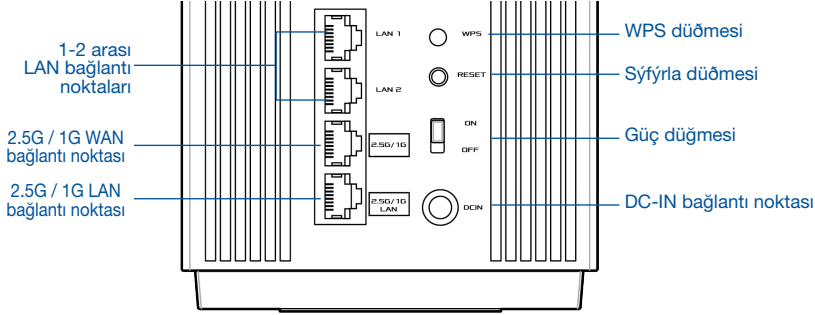 1-2 arası
LAN bağlantı
noktaları
2.5G / 1G WAN
bağlantı noktası
2.5G / 1G LAN
bağlantı noktası
LAN 1
LAN 2
2.5G/1G
2.5G/1G
LAN
WPS
RESET
ON
OFF
DCIN
WPS düðmesi
Sýfýrla düðmesi
Güç düğmesi
DC-IN bağlantı noktası